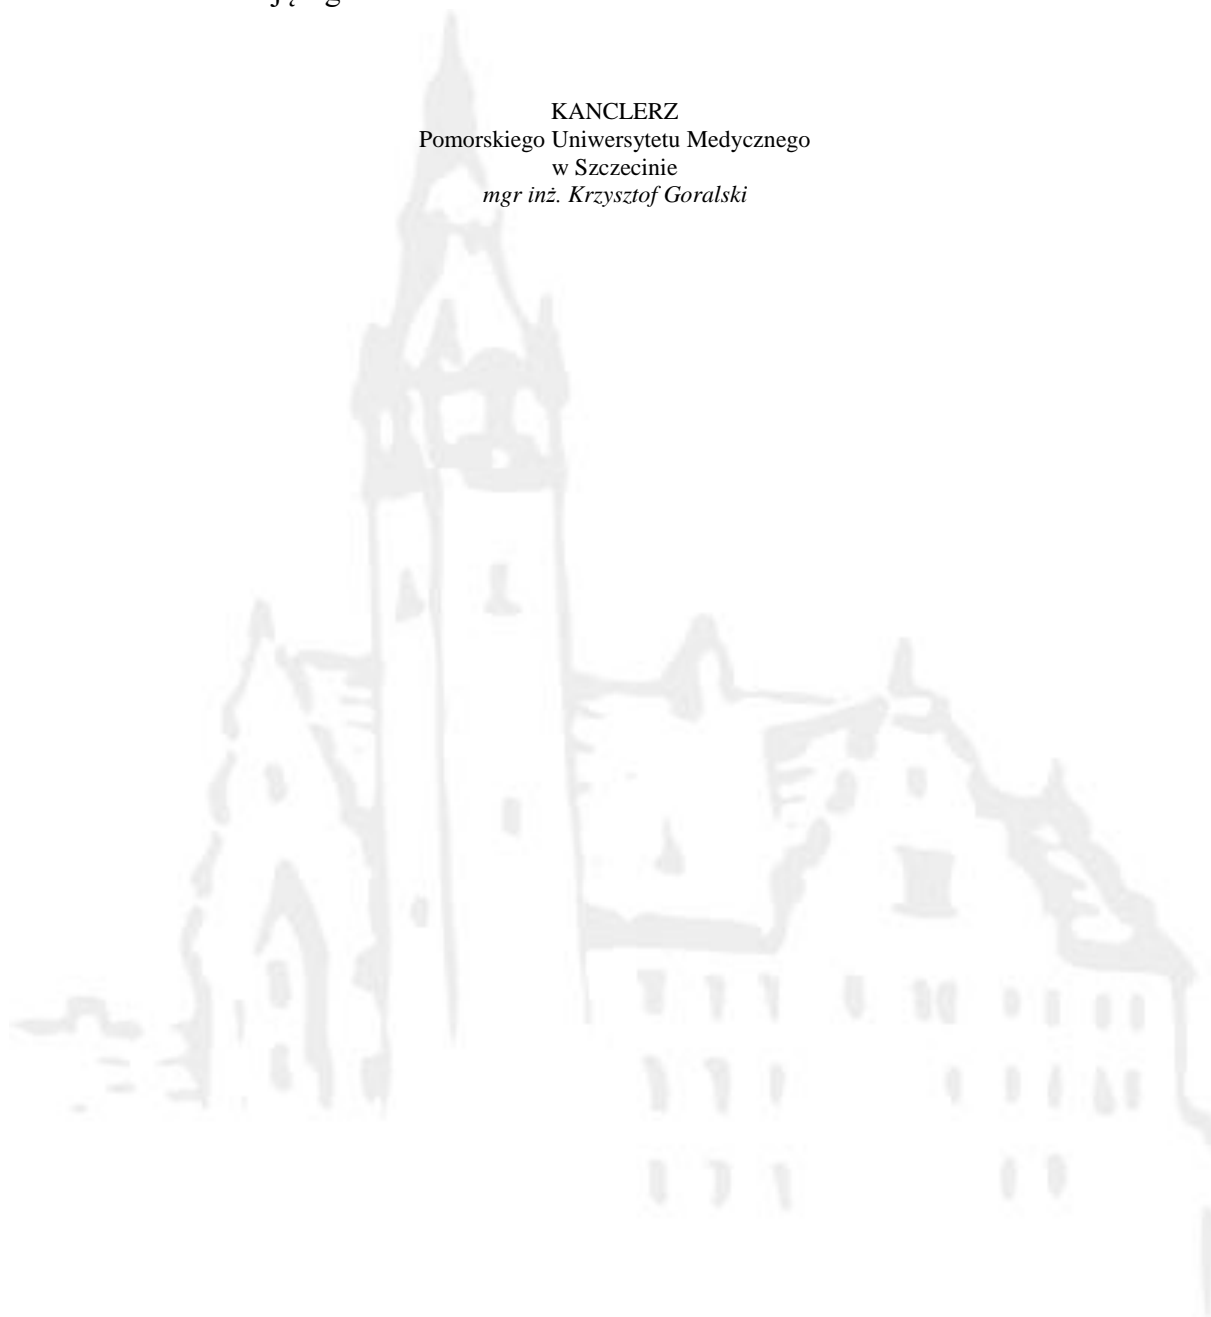 KANCLERZ
Pomorskiego Uniwersytetu Medycznego
w Szczecinie
mgr inż. Krzysztof Goralski